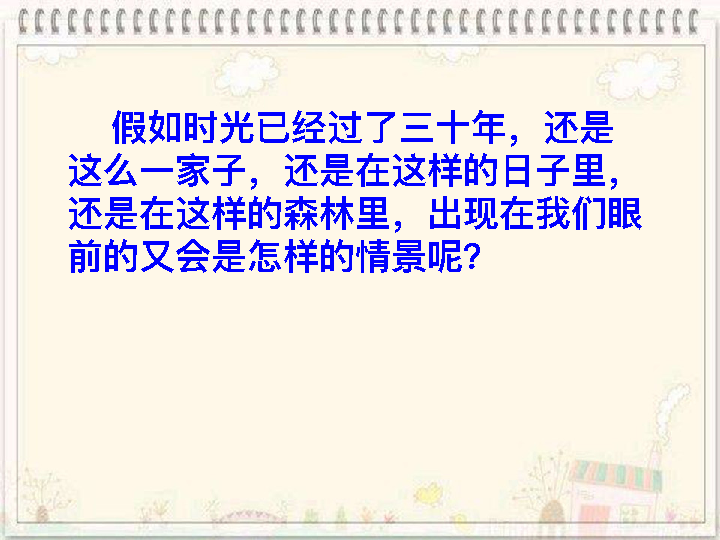 假如时光已经过了三十年，还是
这么一家子，还是在这样的日子里，
还是在这样的森林里，出现在我们眼
前的又会是怎样的情景呢？